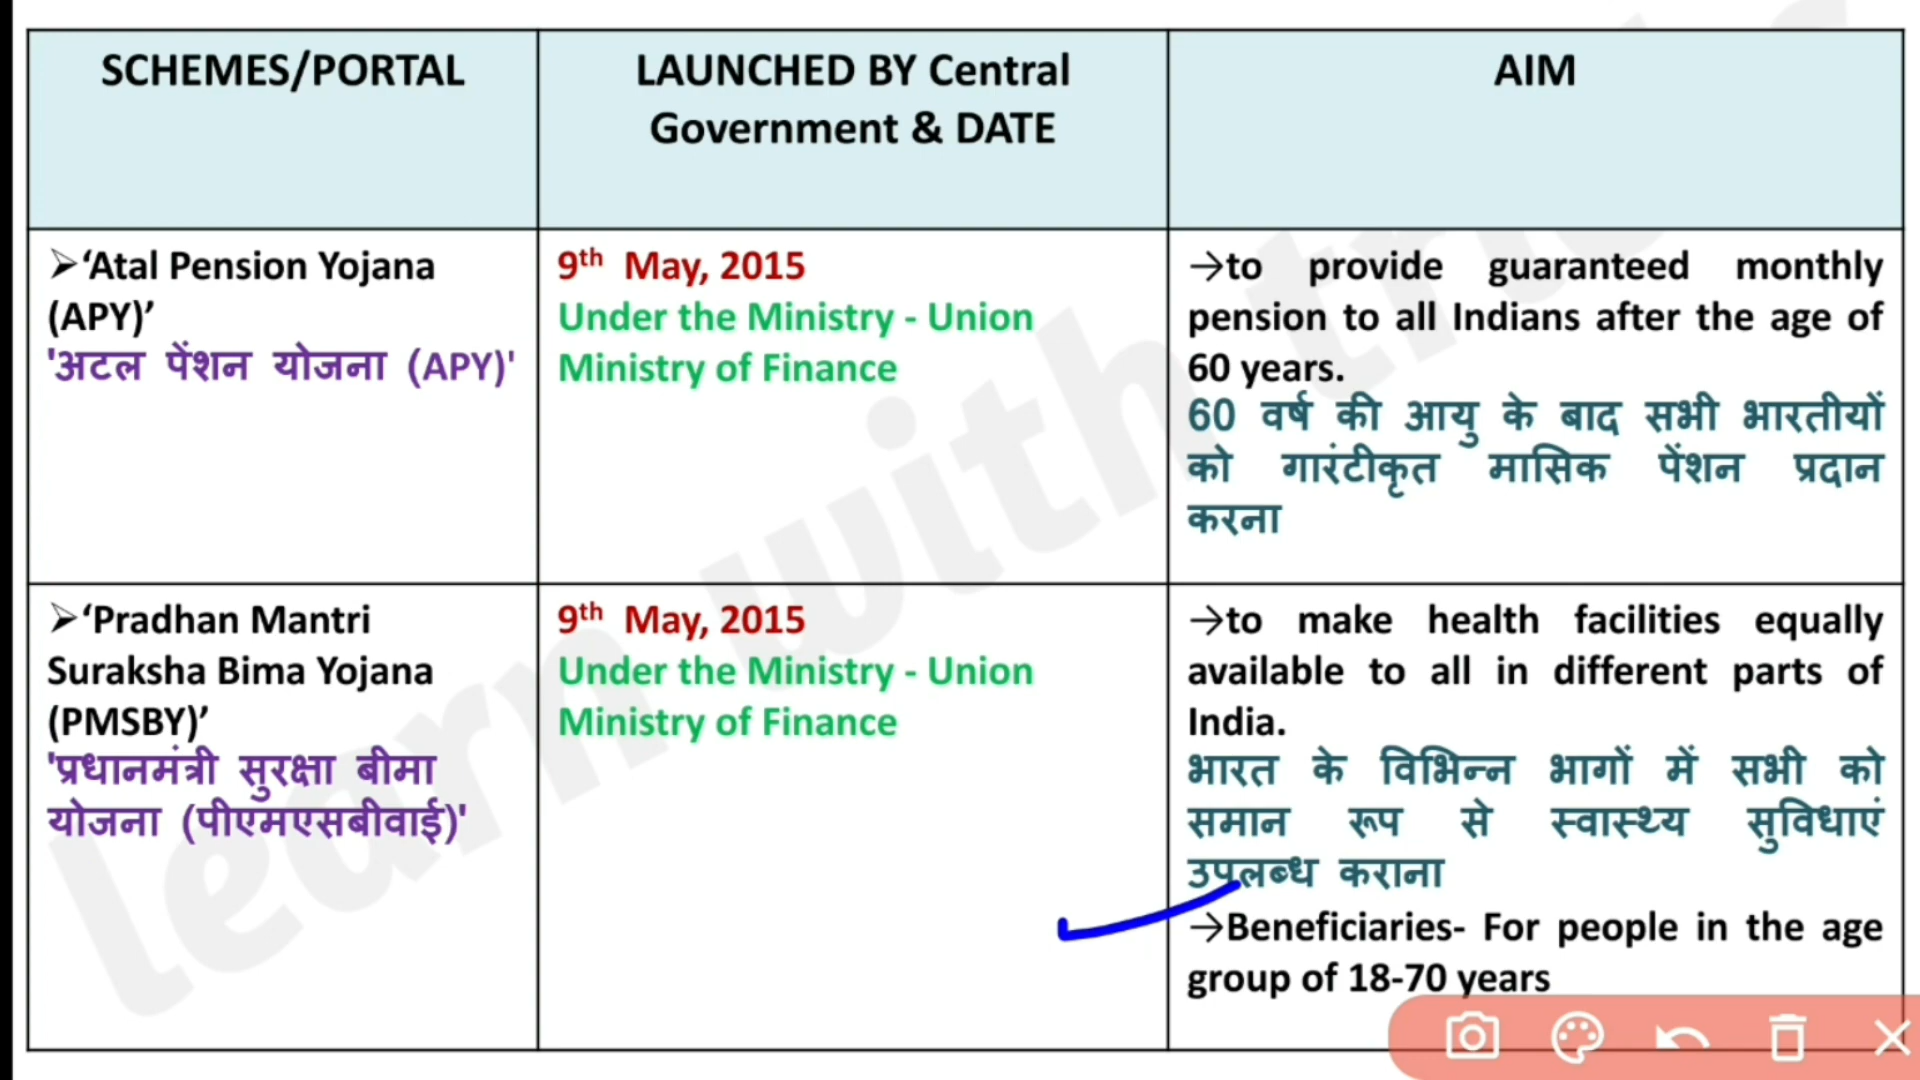 SCHEMES/PORTAL
LAUNCHED BY Central
Government & DATE
AIM
➢‘Atal Pension Yojana
(APY)’
'अटल पेंशन योजना (APY)'
9th May, 2015
Under the Ministry - Union
Ministry of Finance
→to provide guaranteed monthly
pension to all Indians after the age of
60 years.
60 वर्ष की आयु के बाद सभी भारतीयों
को गारंटीकृत मासिक पेंशन प्रदान
करना
➢‘Pradhan Mantri
Suraksha Bima Yojana
(PMSBY)’
'प्रधानमंत्री सुरक्षा बीमा
योजना (पीएमएसबीवाई)'
9th May, 2015
Under the Ministry - Union
Ministry of Finance
→to make health facilities equally
available to all in different parts of
India.
भारत के विभिन्न भागों में सभी को
समान रूप से स्वास्थ्य सुविधाएं
उपलब्ध कराना
→Beneficiaries- For people in the age
group of 18-70 years
learn with